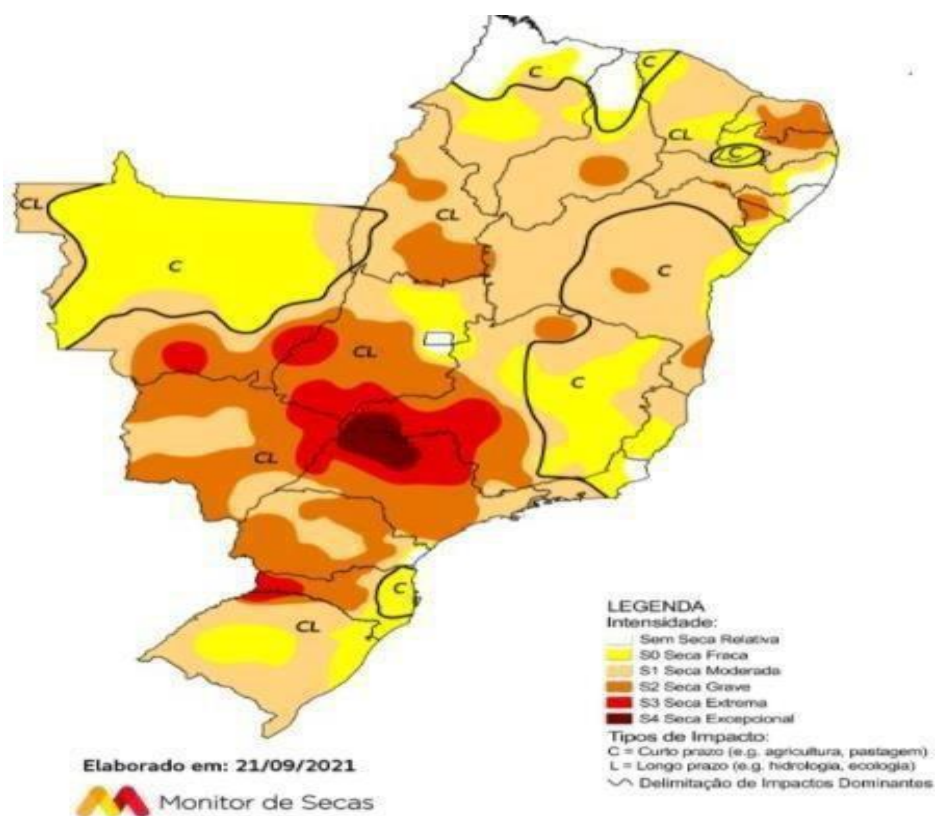 C
C
CL
C
CL
CL
C
C
CL
C
CL
C
CL
LEGENDA
Intensidade:
Sem Seca Relativa
S0 Seca Fraca
S1 Seca Moderada
S2 Seca Grave
S3 Seca Extrema
S4 Seca Excepcional
Tipos de Impacto:
C = Curto prazo (e.g. agricultura, pastagem)
L = Longo prazo (e.g. hidrologia, ecologia)
Delimitação de Impactos Dominantes
Elaborado em: 21/09/2021
Monitor de Secas